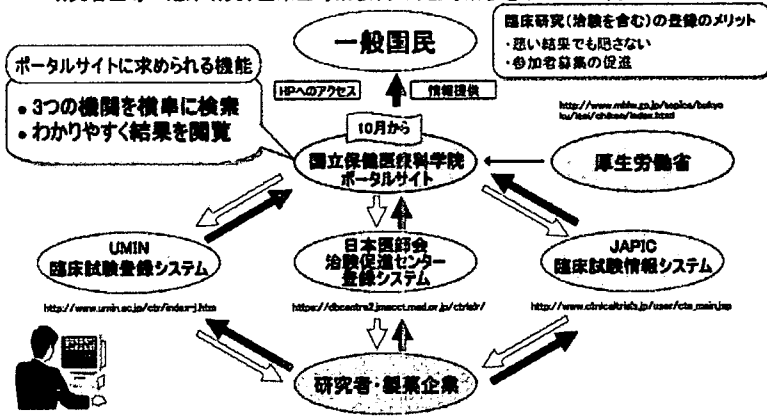 一般国民
臨床研究(治験を含む)の登録のメリット
・悪い結果でも隠さない
・参加者募集の促進
ポータルサイトに求められる機能
• 3つの機関を横串に検索
• わかりやすく結果を閲覧
HPへのアクセス
情報提供
10月から
国立保健医療科学院
ポータルサイト
厚生労働省
UMIN
臨床試験登録システム
http://www.umin.ac.jp/ctr/index-j.htm
日本医師会
治験促進センター
登録システム
JAPIC
臨床試験情報システム
研究者・製薬企業